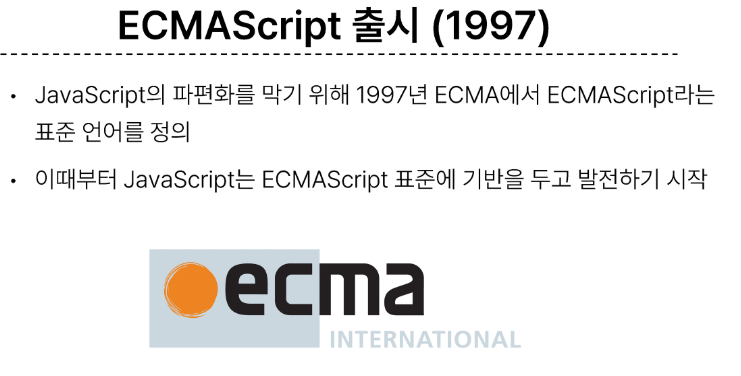 ECMAScript 출시 (1997)
• JavaScript의 파편화를 막기 위해 1997년 ECMA에서 ECMAScript라는
표준 언어를 정의
• 이때부터 JavaScript는 ECMAScript 표준에 기반을 두고 발전하기 시작
ecma
INTERNATIONAL